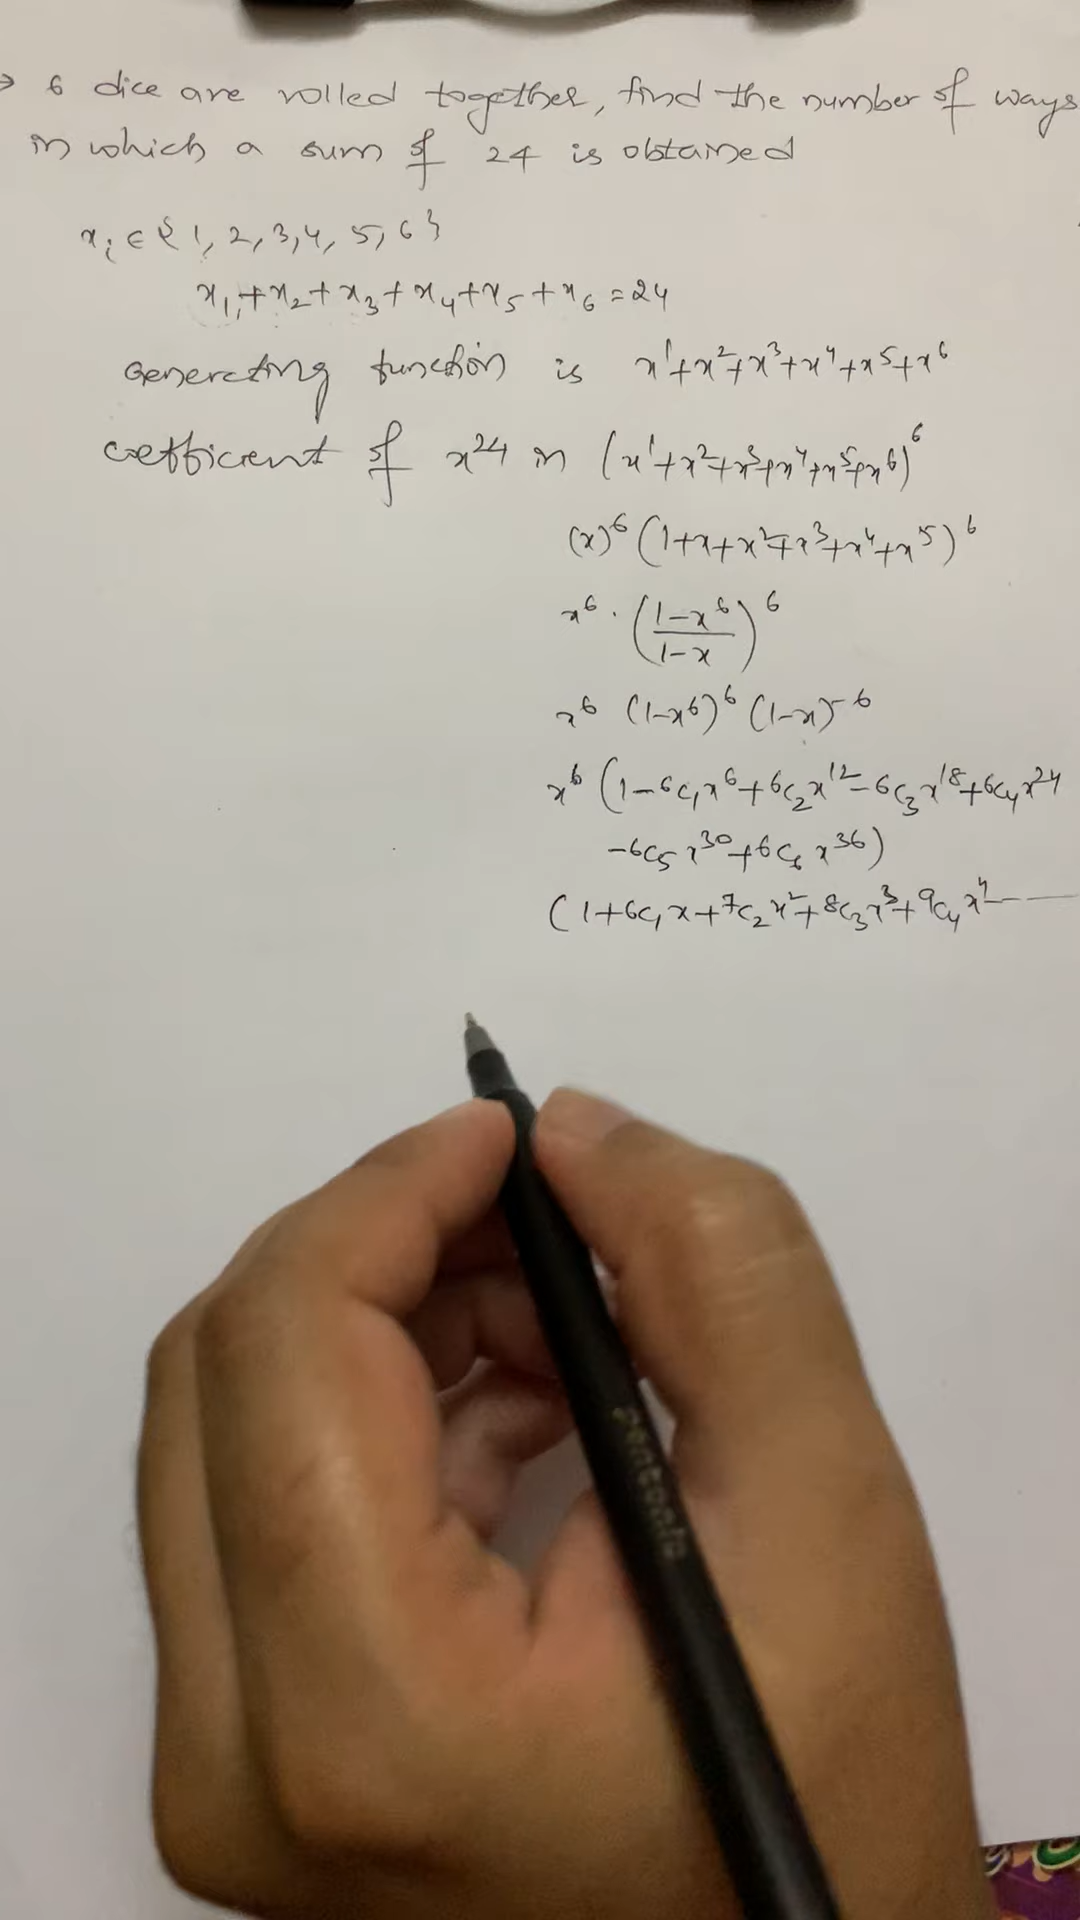 → 6 dice are rolled together, find the number of ways
in which a sum of 24 is obtained
xᵢ ∈ { 1, 2, 3, 4, 5, 6 }
x₁ + x₂ + x₃ + x₄ + x₅ + x₆ = 24
Generating function is x¹ + x² + x³ + x⁴ + x⁵ + x⁶
coefficient of x²⁴ in (x¹ + x² + x³ + x⁴ + x⁵ + x⁶)⁶
(x)⁶ (1 + x + x² + x³ + x⁴ + x⁵)⁶
x⁶ · ((1 - x⁶)/(1 - x))⁶
x⁶ (1 - x⁶)⁶ (1 - x)⁻⁶
x⁶ (1 - 6c₁x⁶ + 6c₂x¹² - 6c₃x¹⁸ + 6c₄x²⁴
- 6c₅x³⁰ + 6c₆x³⁶)
(1 + 6c₁x + 7c₂x² + 8c₃x³ + 9c₄x⁴ - - —
Pentonic